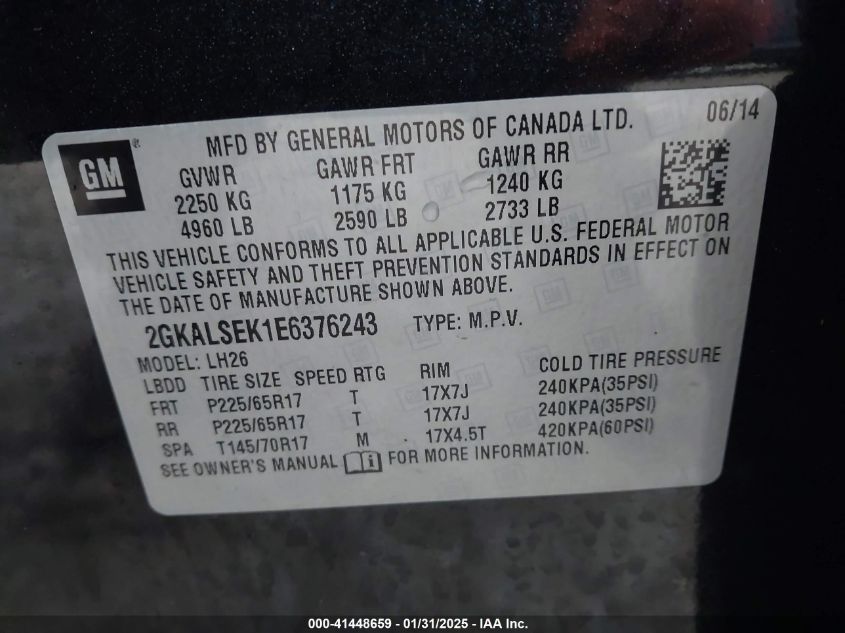 MFD BY GENERAL MOTORS OF CANADA LTD. 06/14
GM ®
GVWR GAWR FRT GAWR RR
2250 KG 1175 KG 1240 KG
4960 LB 2590 LB 2733 LB
THIS VEHICLE CONFORMS TO ALL APPLICABLE U.S. FEDERAL MOTOR
VEHICLE SAFETY AND THEFT PREVENTION STANDARDS IN EFFECT ON
THE DATE OF MANUFACTURE SHOWN ABOVE.
2GKALSEK1E6376243 TYPE: M.P.V.
MODEL: LH26
LBDD TIRE SIZE SPEED RTG RIM COLD TIRE PRESSURE
FRT P225/65R17 T 17X7J 240KPA(35PSI)
RR P225/65R17 T 17X7J 240KPA(35PSI)
SPA T145/70R17 M 17X4.5T 420KPA(60PSI)
SEE OWNER'S MANUAL i FOR MORE INFORMATION.
000-41448659 - 01/31/2025 - IAA Inc.